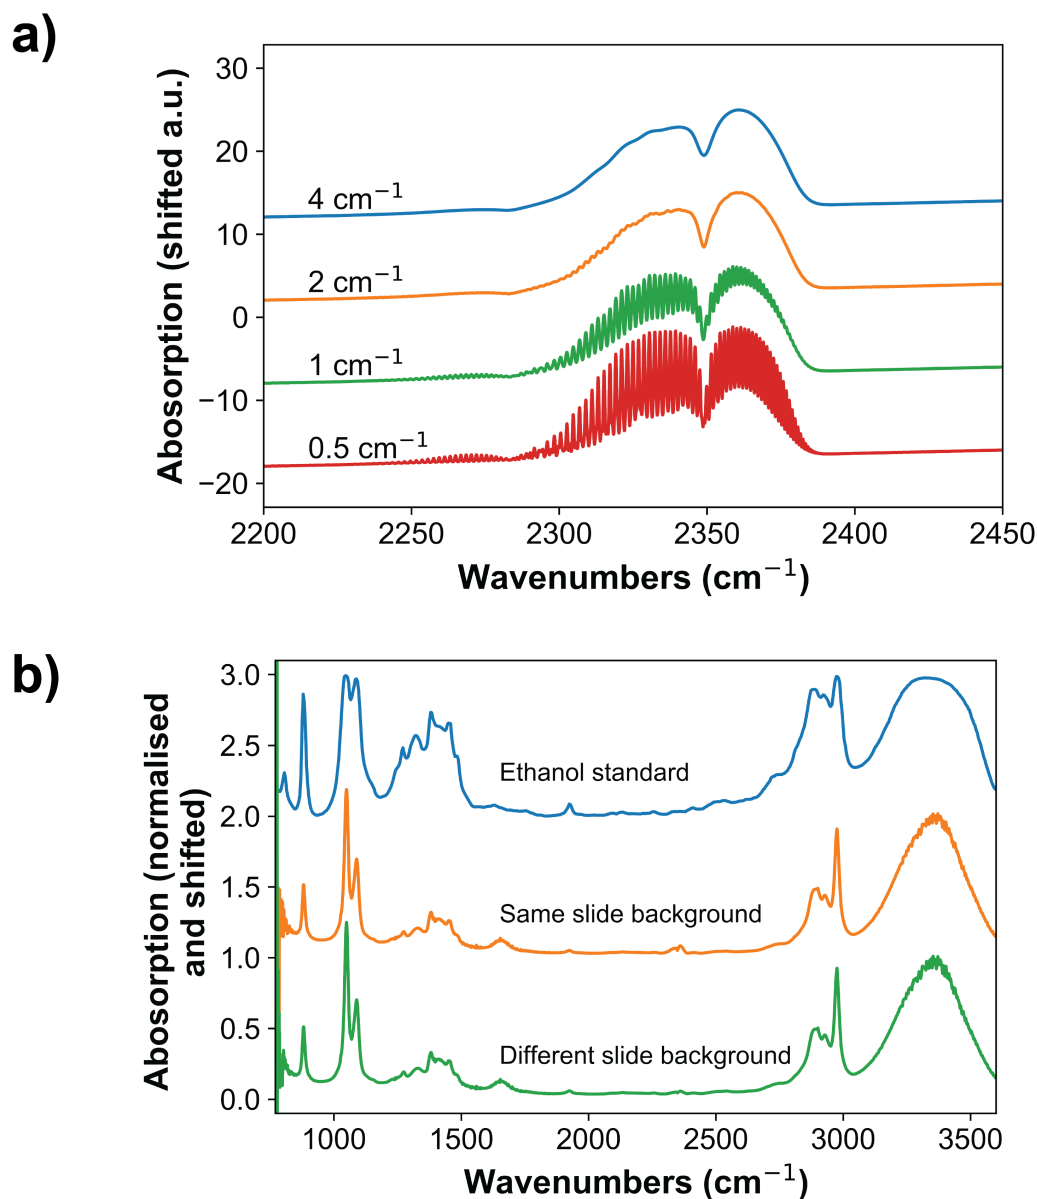 a)
Abosorption (shifted a.u.)
30
20
10
0
−10
−20
4 cm⁻¹
2 cm⁻¹
1 cm⁻¹
0.5 cm⁻¹
2200 2250 2300 2350 2400 2450
Wavenumbers (cm⁻¹)
b)
Abosorption (normalised
and shifted)
3.0
2.5
2.0
1.5
1.0
0.5
0.0
Ethanol standard
Same slide background
Different slide background
1000 1500 2000 2500 3000 3500
Wavenumbers (cm⁻¹)